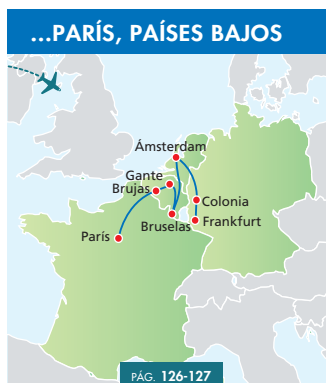 ...PARÍS, PAÍSES BAJOS
Ámsterdam
Gante
Brujas
Colonia
Bruselas
Frankfurt
París
PÁG. 126-127